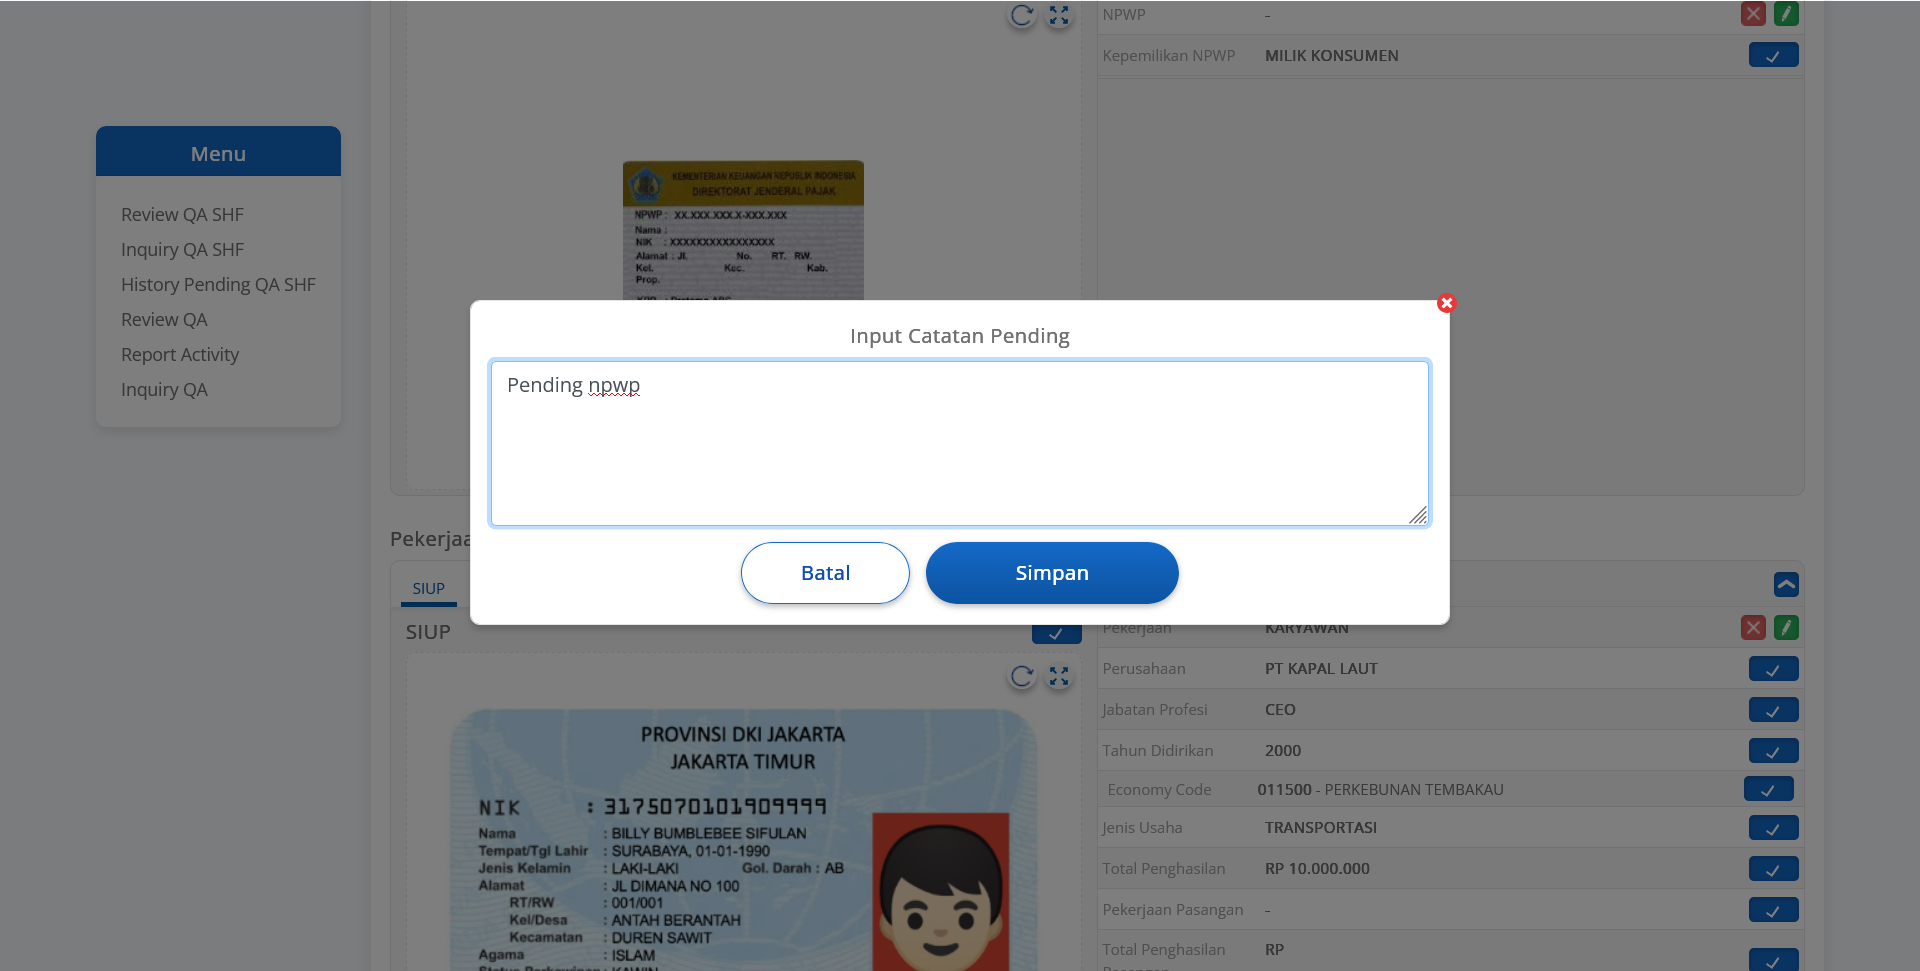 NPWP -
Kepemilikan NPWP MILIK KONSUMEN
Menu
Review QA SHF
Inquiry QA SHF
History Pending QA SHF
Review QA
Report Activity
Inquiry QA
KEMENTERIAN KEUANGAN REPUBLIK INDONESIA
DIREKTORAT JENDERAL PAJAK
NPWP : XX.XXX.XXX.X-XXX.XXX
Nama :
NIK : XXXXXXXXXXXXXXXX
Alamat : Jl. No. RT. RW.
Kel. Kec. Kab.
Prop.
Input Catatan Pending
Pending npwp
Batal Simpan
SIUP
SIUP
PROVINSI DKI JAKARTA
JAKARTA TIMUR
NIK : 3175070101909999
Nama : BILLY BUMBLEBEE SIFULAN
Tempat/Tgl Lahir : SURABAYA, 01-01-1990
Jenis Kelamin : LAKI-LAKI Gol. Darah : AB
Alamat : JL DIMANA NO 100
RT/RW : 001/001
Kel/Desa : ANTAH BERANTAH
Kecamatan : DUREN SAWIT
Agama : ISLAM
Pekerjaan KARYAWAN
Perusahaan PT KAPAL LAUT
Jabatan Profesi CEO
Tahun Didirikan 2000
Economy Code 011500 - PERKEBUNAN TEMBAKAU
Jenis Usaha TRANSPORTASI
Total Penghasilan RP 10.000.000
Pekerjaan Pasangan -
Total Penghasilan RP